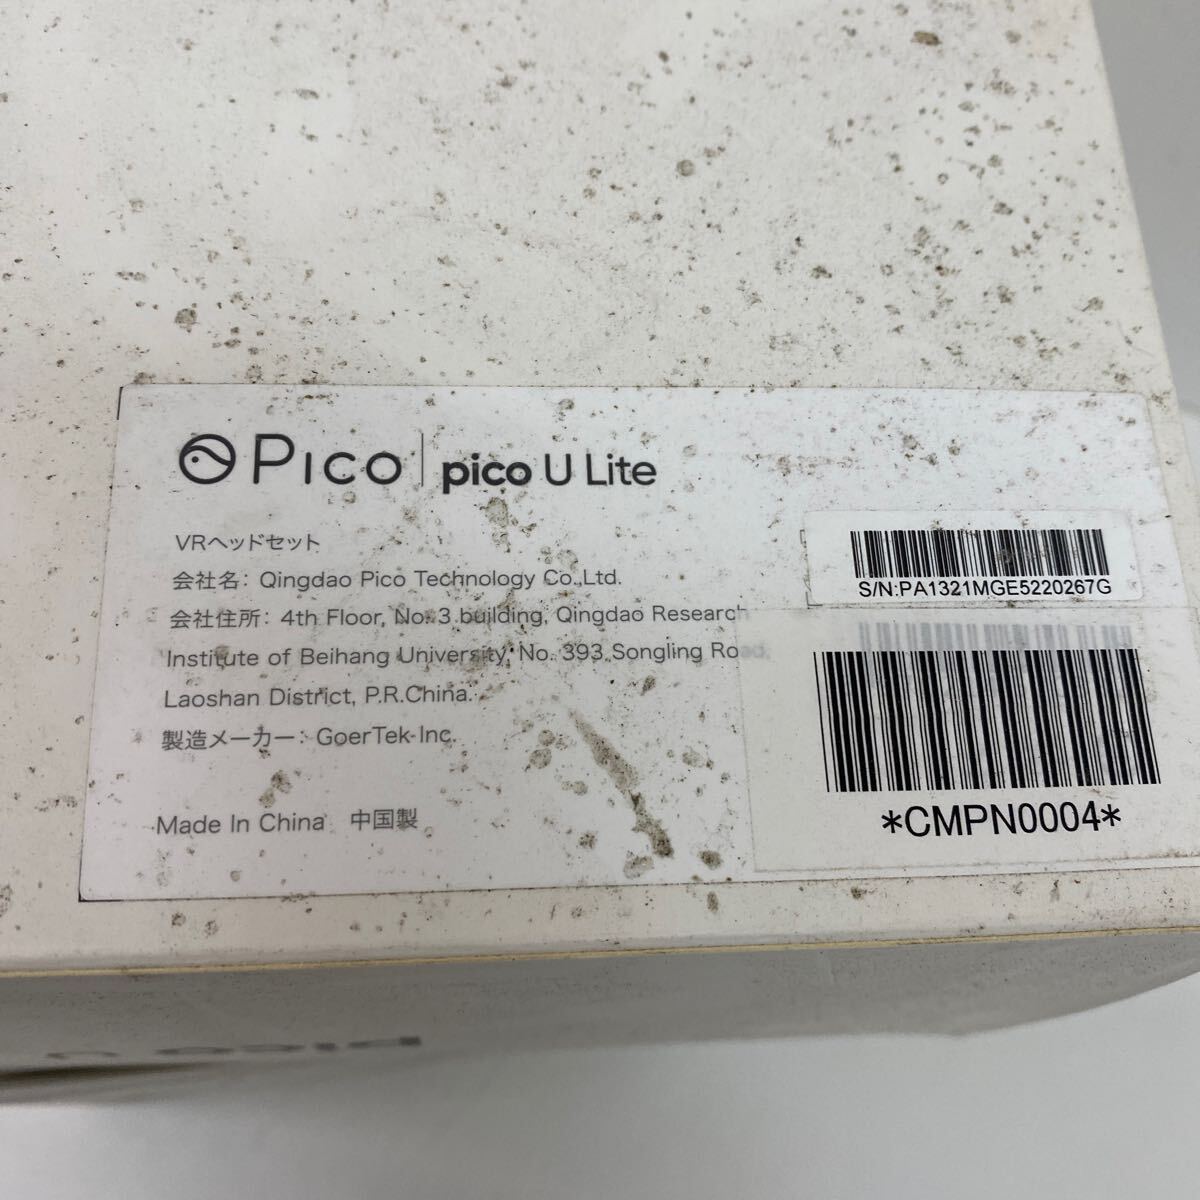 Pico | pico U Lite
VRヘッドセット
会社名: Qingdao Pico Technology Co.,Ltd.
会社住所: 4th Floor, No. 3 building, Qingdao Research
Institute of Beihang University, No. 393 Songling Road,
Laoshan District, P.R.China.
製造メーカー: GoerTek Inc.
Made In China 中国製
S/N:PA1321MGE5220267G
*CMPN0004*
pico U